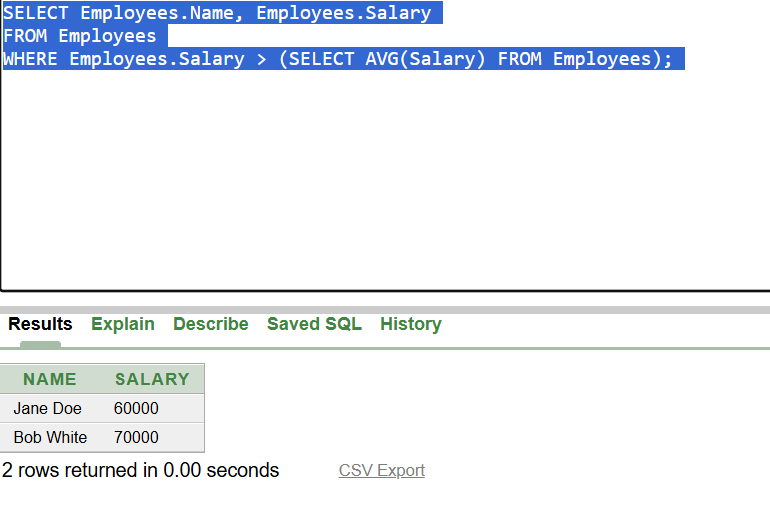 SELECT Employees.Name, Employees.Salary
FROM Employees
WHERE Employees.Salary > (SELECT AVG(Salary) FROM Employees);
Results Explain Describe Saved SQL History
NAME SALARY
Jane Doe 60000
Bob White 70000
2 rows returned in 0.00 seconds CSV Export